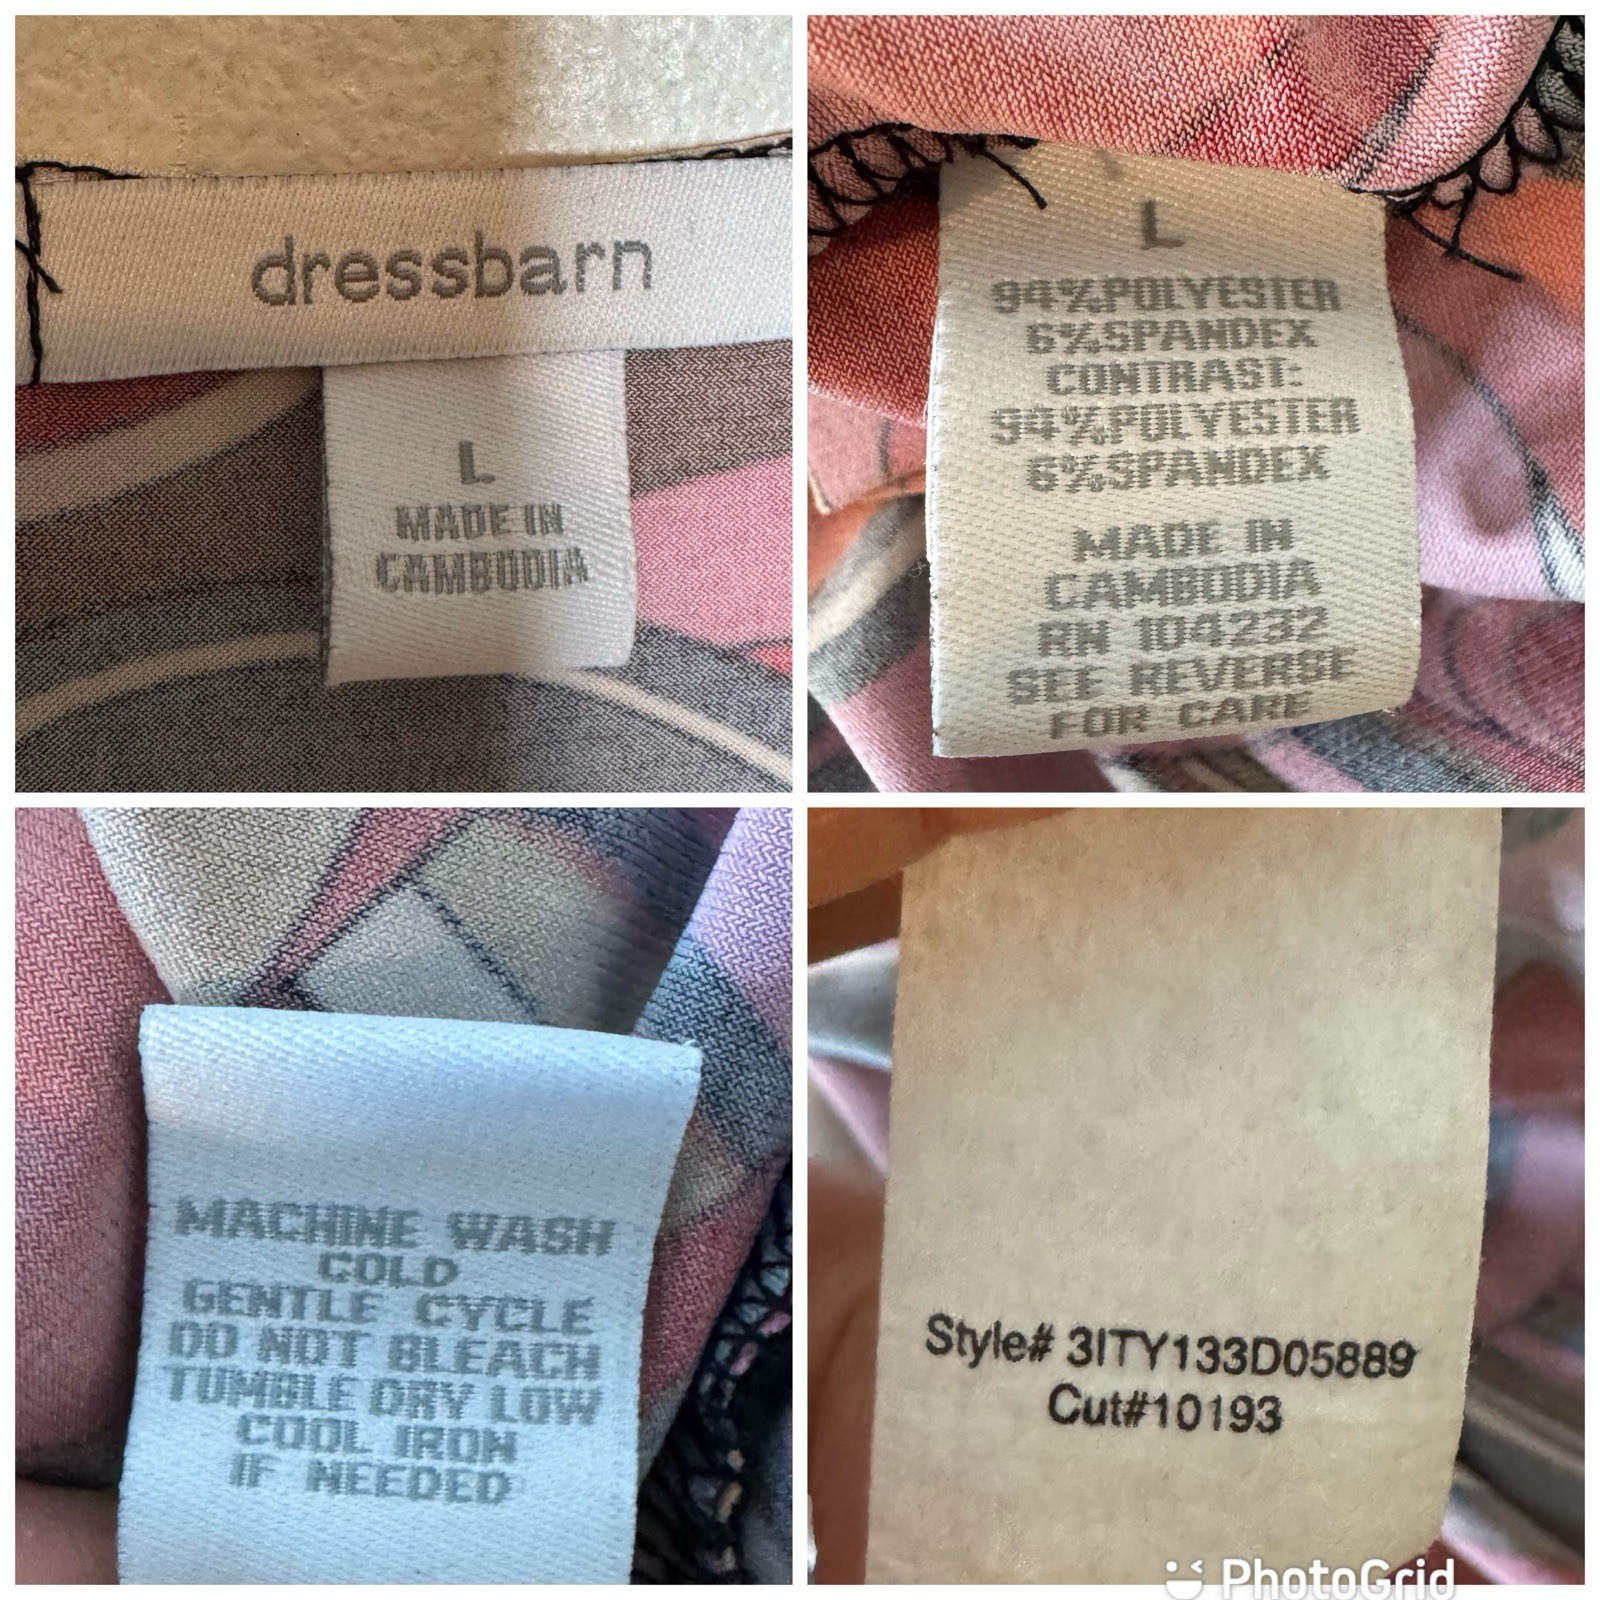 dressbarn
L
MADE IN
CAMBODIA
L
94%POLYESTER
6%SPANDEX
CONTRAST:
94%POLYESTER
6%SPANDEX
MADE IN
CAMBODIA
RN 104232
SEE REVERSE
FOR CARE
MACHINE WASH
COLD
GENTLE CYCLE
DO NOT BLEACH
TUMBLE DRY LOW
COOL IRON
IF NEEDED
Style# 3ITY133D05889
Cut#10193
PhotoGrid